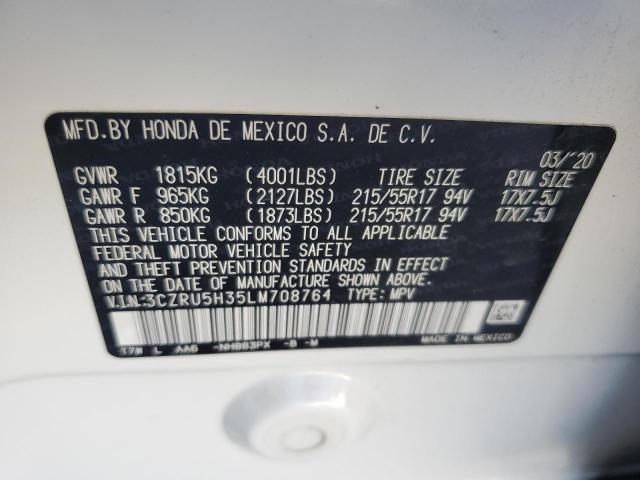 MFD.BY HONDA DE MEXICO S.A. DE C.V. 03/'20
GVWR 1815KG (4001LBS) TIRE SIZE RIM SIZE
GAWR F 965KG (2127LBS) 215/55R17 94V 17X7.5J
GAWR R 850KG (1873LBS) 215/55R17 94V 17X7.5J
THIS VEHICLE CONFORMS TO ALL APPLICABLE
FEDERAL MOTOR VEHICLE SAFETY
AND THEFT PREVENTION STANDARDS IN EFFECT
ON THE DATE OF MANUFACTURE SHOWN ABOVE.
V.I.N:3CZRU5H35LM708764 TYPE: MPV
T7W L AA6 -NH883PX -B -M MADE IN MEXICO